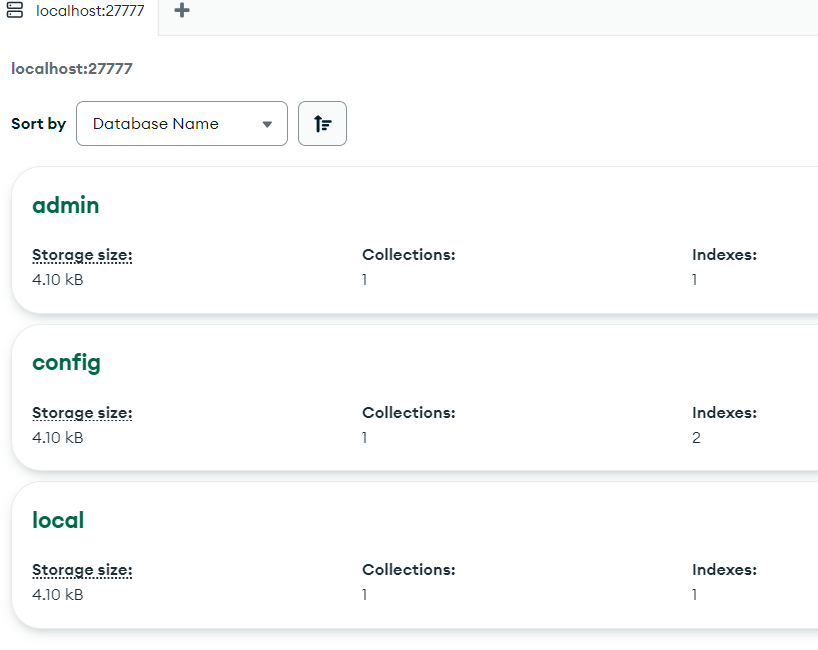 localhost:27777
localhost:27777
Sort by Database Name
admin
Storage size: Collections: Indexes:
4.10 kB 1 1
config
Storage size: Collections: Indexes:
4.10 kB 1 2
local
Storage size: Collections: Indexes:
4.10 kB 1 1